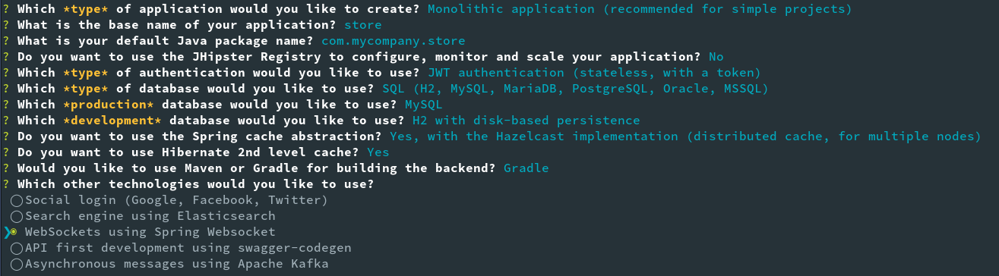 ? Which *type* of application would you like to create? Monolithic application (recommended for simple projects)
? What is the base name of your application? store
? What is your default Java package name? com.mycompany.store
? Do you want to use the JHipster Registry to configure, monitor and scale your application? No
? Which *type* of authentication would you like to use? JWT authentication (stateless, with a token)
? Which *type* of database would you like to use? SQL (H2, MySQL, MariaDB, PostgreSQL, Oracle, MSSQL)
? Which *production* database would you like to use? MySQL
? Which *development* database would you like to use? H2 with disk-based persistence
? Do you want to use the Spring cache abstraction? Yes, with the Hazelcast implementation (distributed cache, for multiple nodes)
? Do you want to use Hibernate 2nd level cache? Yes
? Would you like to use Maven or Gradle for building the backend? Gradle
? Which other technologies would you like to use?
◯ Social login (Google, Facebook, Twitter)
◯ Search engine using Elasticsearch
❯◉ WebSockets using Spring Websocket
◯ API first development using swagger-codegen
◯ Asynchronous messages using Apache Kafka